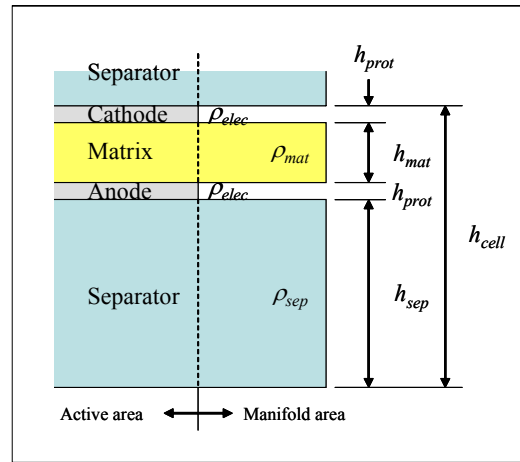 Separator
h_prot
Cathode ρ_elec
Matrix ρ_mat h_mat
Anode ρ_elec h_prot
h_cell
Separator ρ_sep h_sep
Active area Manifold area